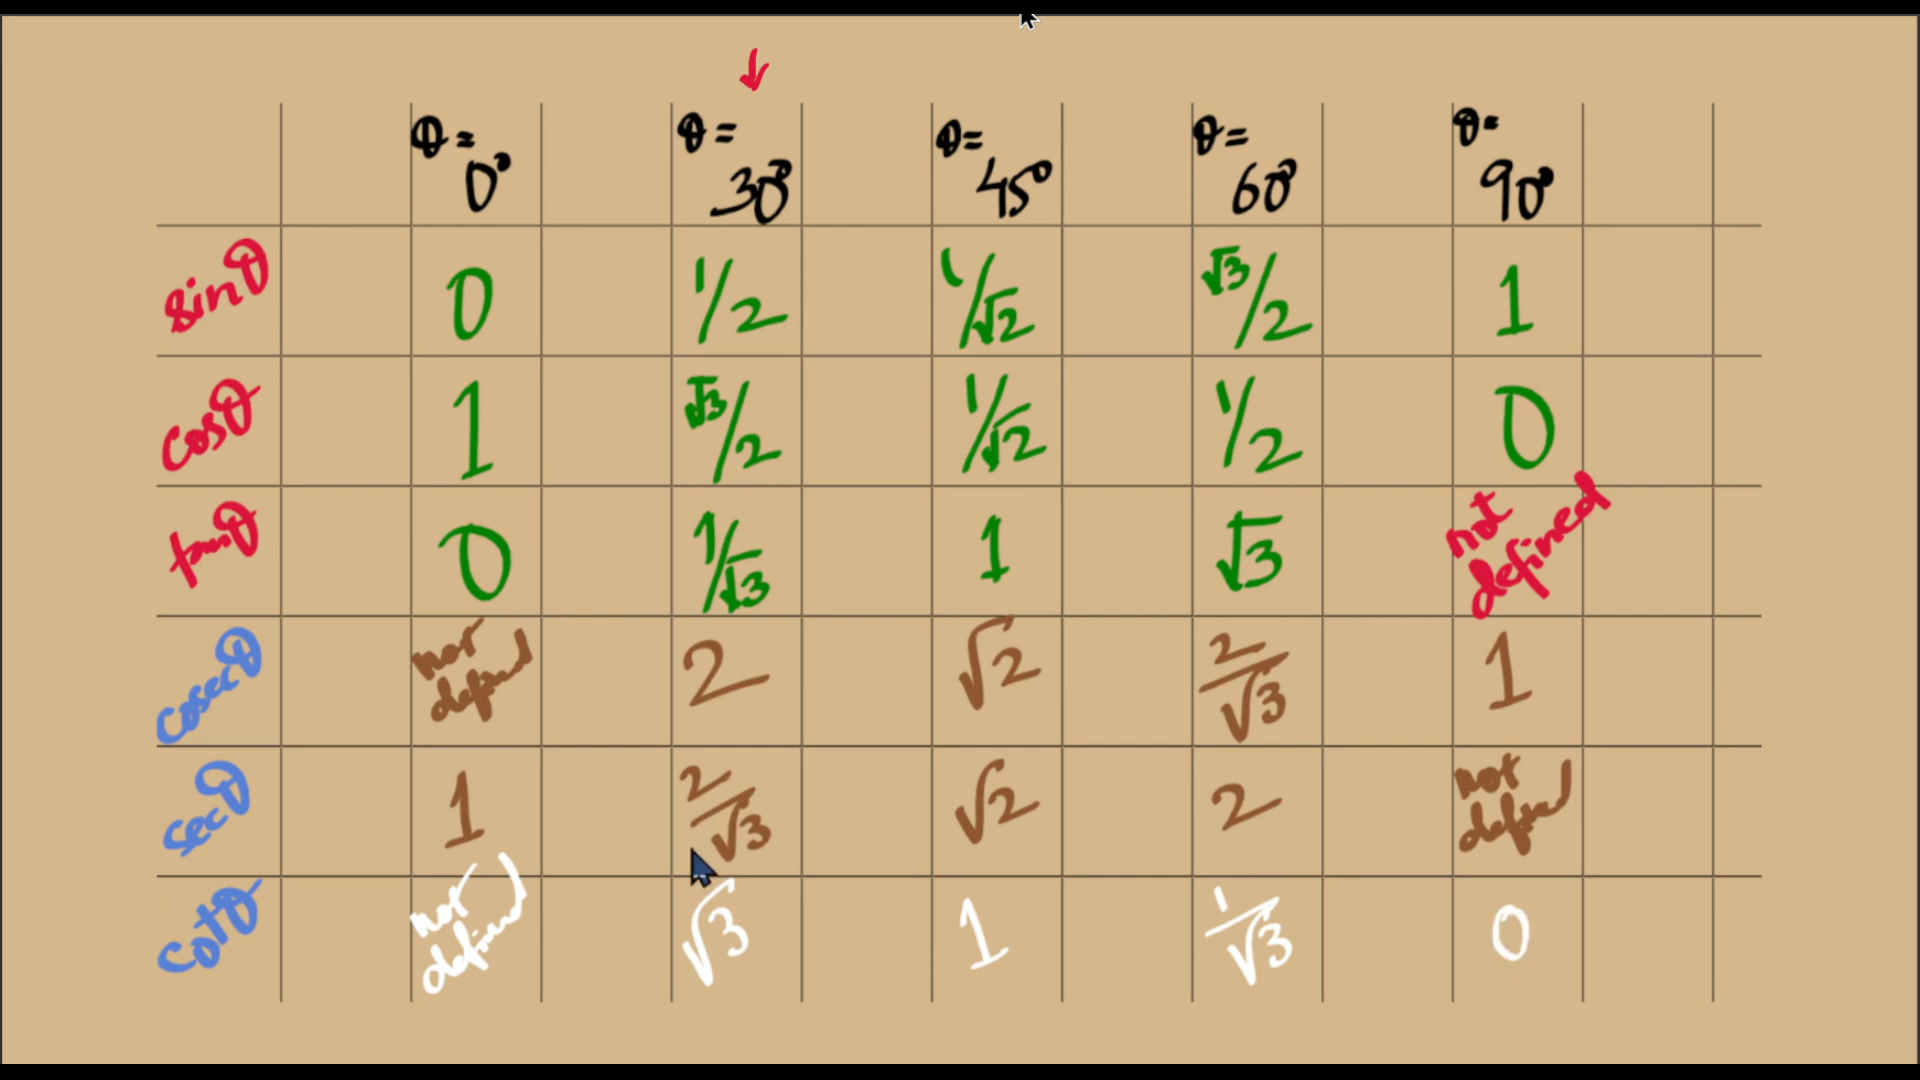 θ = 0° θ = 30° θ = 45° θ = 60° θ = 90°
sinθ 0 1/2 1/√2 √3/2 1
cosθ 1 √3/2 1/√2 1/2 0
tanθ 0 1/√3 1 √3 not defined
cosecθ not defined 2 √2 2/√3 1
secθ 1 2/√3 √2 2 not defined
cotθ not defined √3 1 1/√3 0